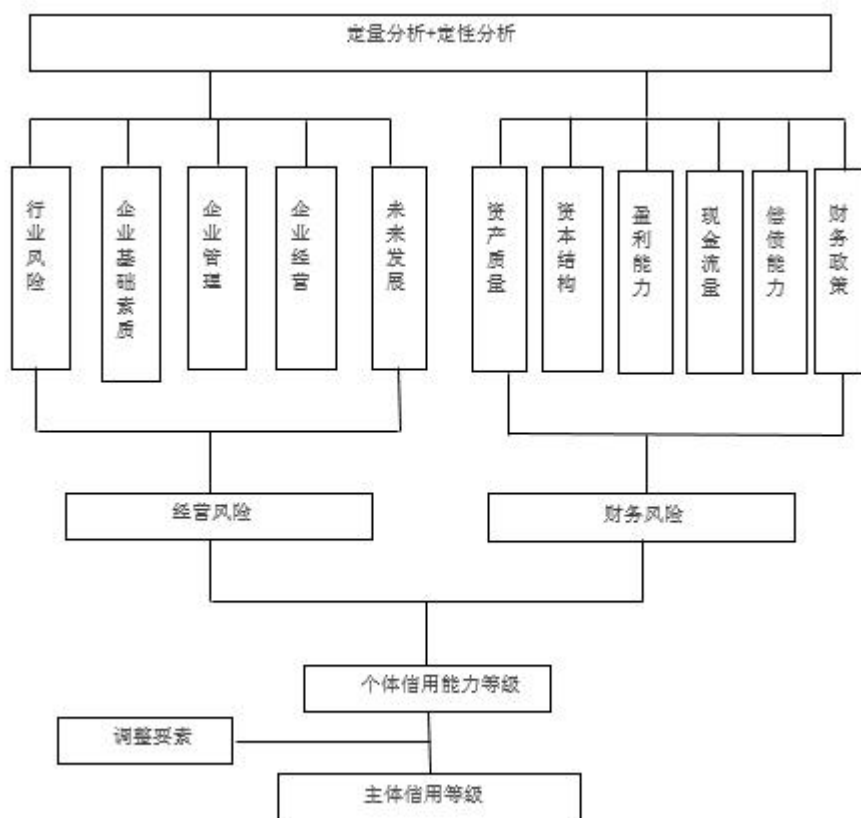 定量分析+定性分析
行业风险
企业基础素质
企业管理
企业经营
未来发展
资产质量
资本结构
盈利能力
现金流量
偿债能力
财务政策
经营风险
财务风险
个体信用能力等级
调整要素
主体信用等级